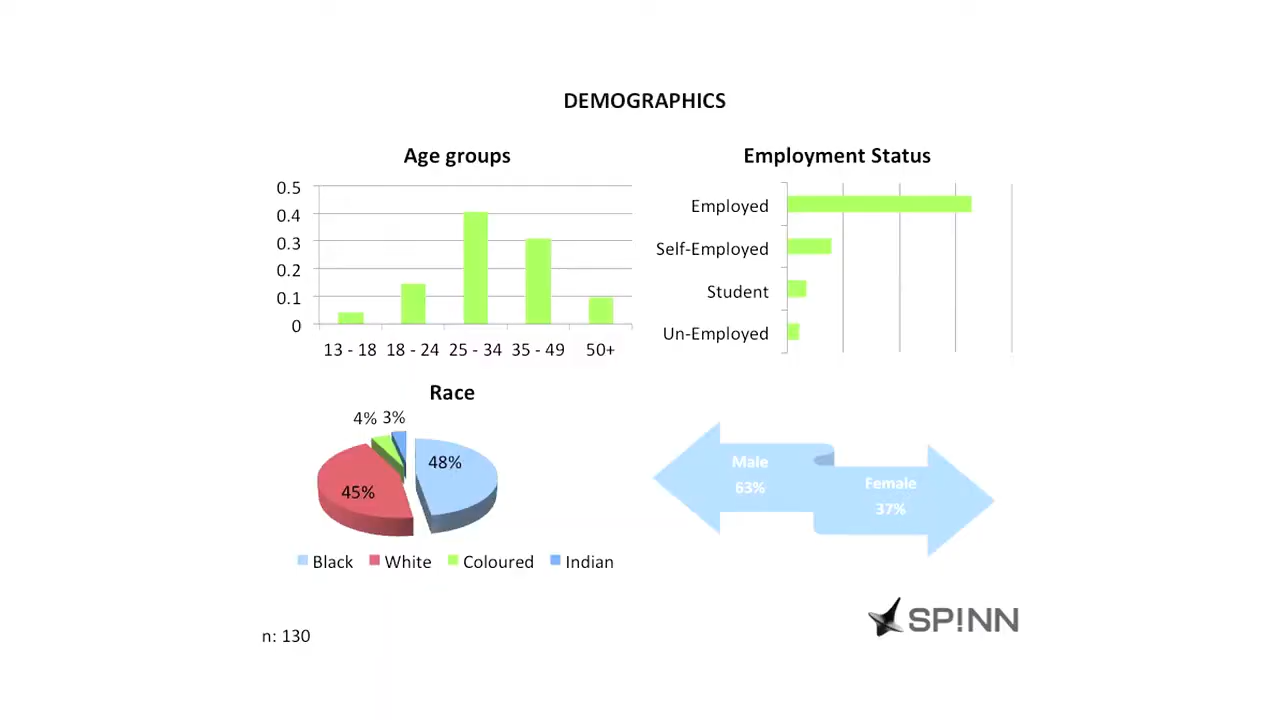 DEMOGRAPHICS
Age groups
0.5
0.4
0.3
0.2
0.1
0
13 - 18 18 - 24 25 - 34 35 - 49 50+
Employment Status
Employed
Self-Employed
Student
Un-Employed
Race
4% 3%
48%
45%
Black White Coloured Indian
Male
63%
Female
37%
n: 130
SP!NN